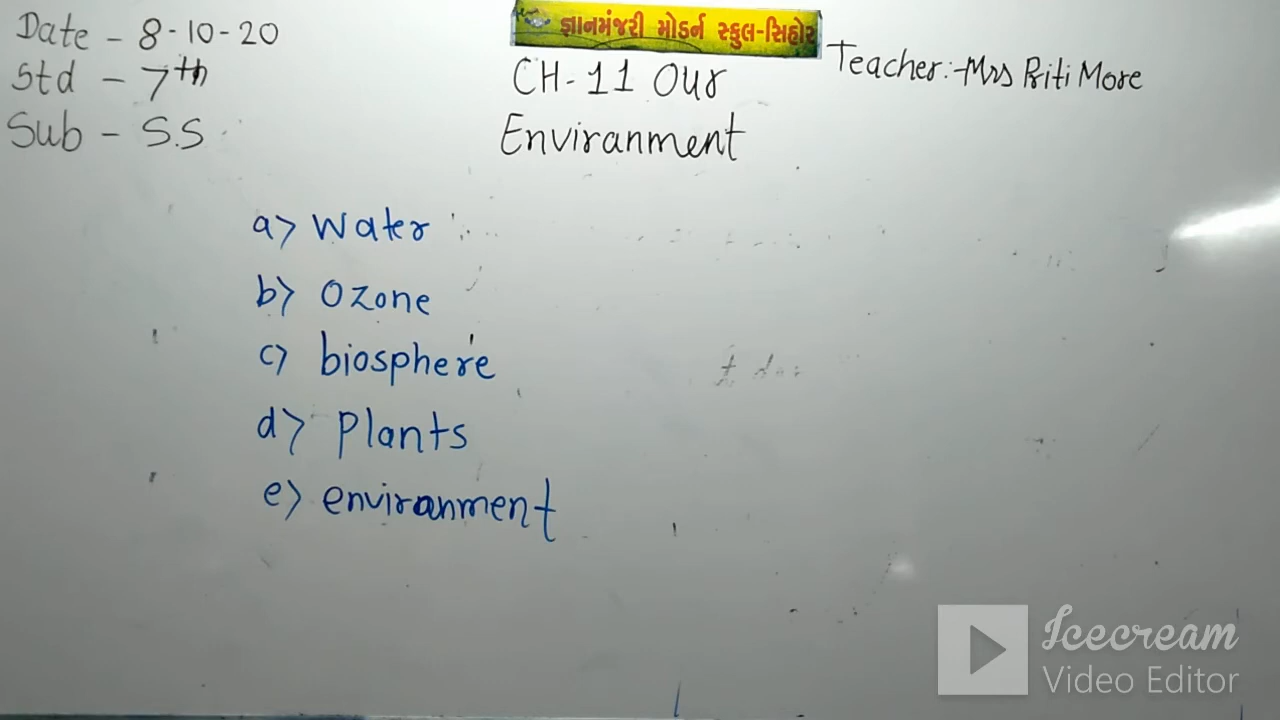 Date - 8-10-20
Std - 7th
Sub - S.S
જ્ઞાનમંજરી મોડર્ન સ્કુલ-સિહોર
CH-11 Our
Enviranment
Teacher:-Mrs Priti More
a> Water
b> Ozone
c> biosphere
d> Plants
e> enviranment
Icecream
Video Editor